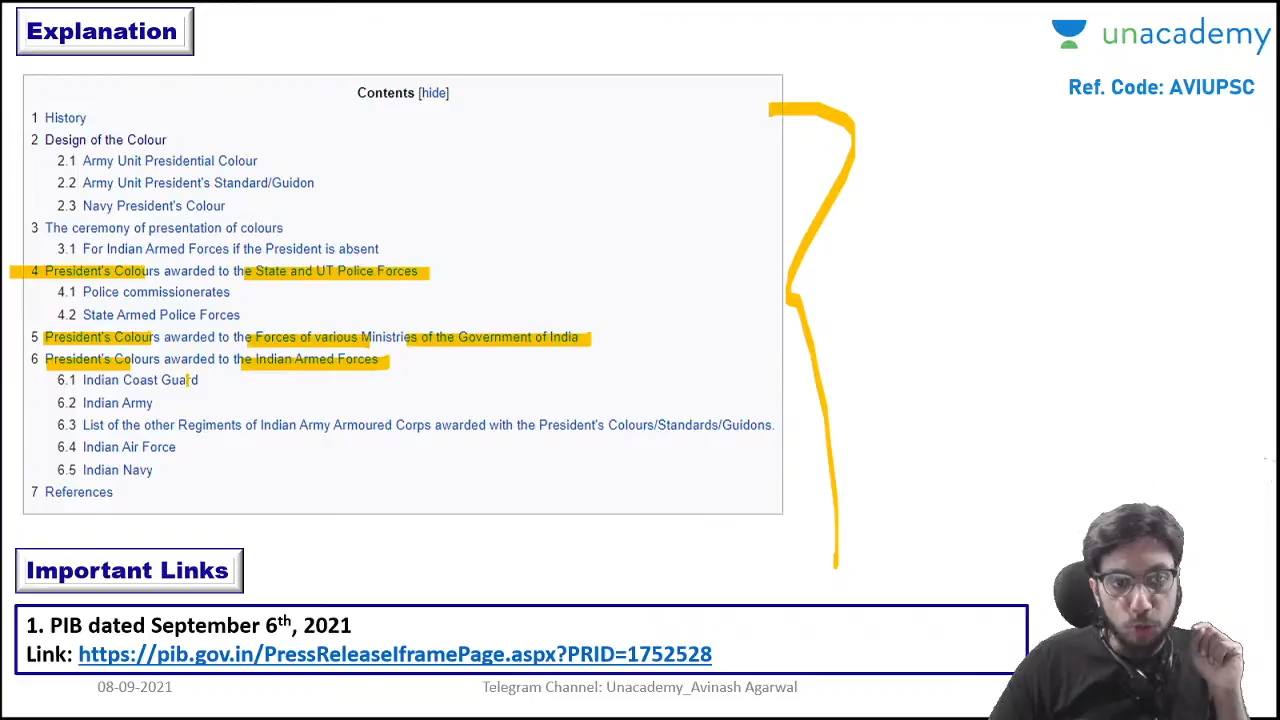 Explanation
unacademy
Ref. Code: AVIUPSC
Contents [hide]
1 History
2 Design of the Colour
2.1 Army Unit Presidential Colour
2.2 Army Unit President's Standard/Guidon
2.3 Navy President's Colour
3 The ceremony of presentation of colours
3.1 For Indian Armed Forces if the President is absent
4 President's Colours awarded to the State and UT Police Forces
4.1 Police commissionerates
4.2 State Armed Police Forces
5 President's Colours awarded to the Forces of various Ministries of the Government of India
6 President's Colours awarded to the Indian Armed Forces
6.1 Indian Coast Guard
6.2 Indian Army
6.3 List of the other Regiments of Indian Army Armoured Corps awarded with the President's Colours/Standards/Guidons.
6.4 Indian Air Force
6.5 Indian Navy
7 References
Important Links
1. PIB dated September 6th, 2021
Link: https://pib.gov.in/PressReleaseIframePage.aspx?PRID=1752528
08-09-2021
Telegram Channel: Unacademy_Avinash Agarwal